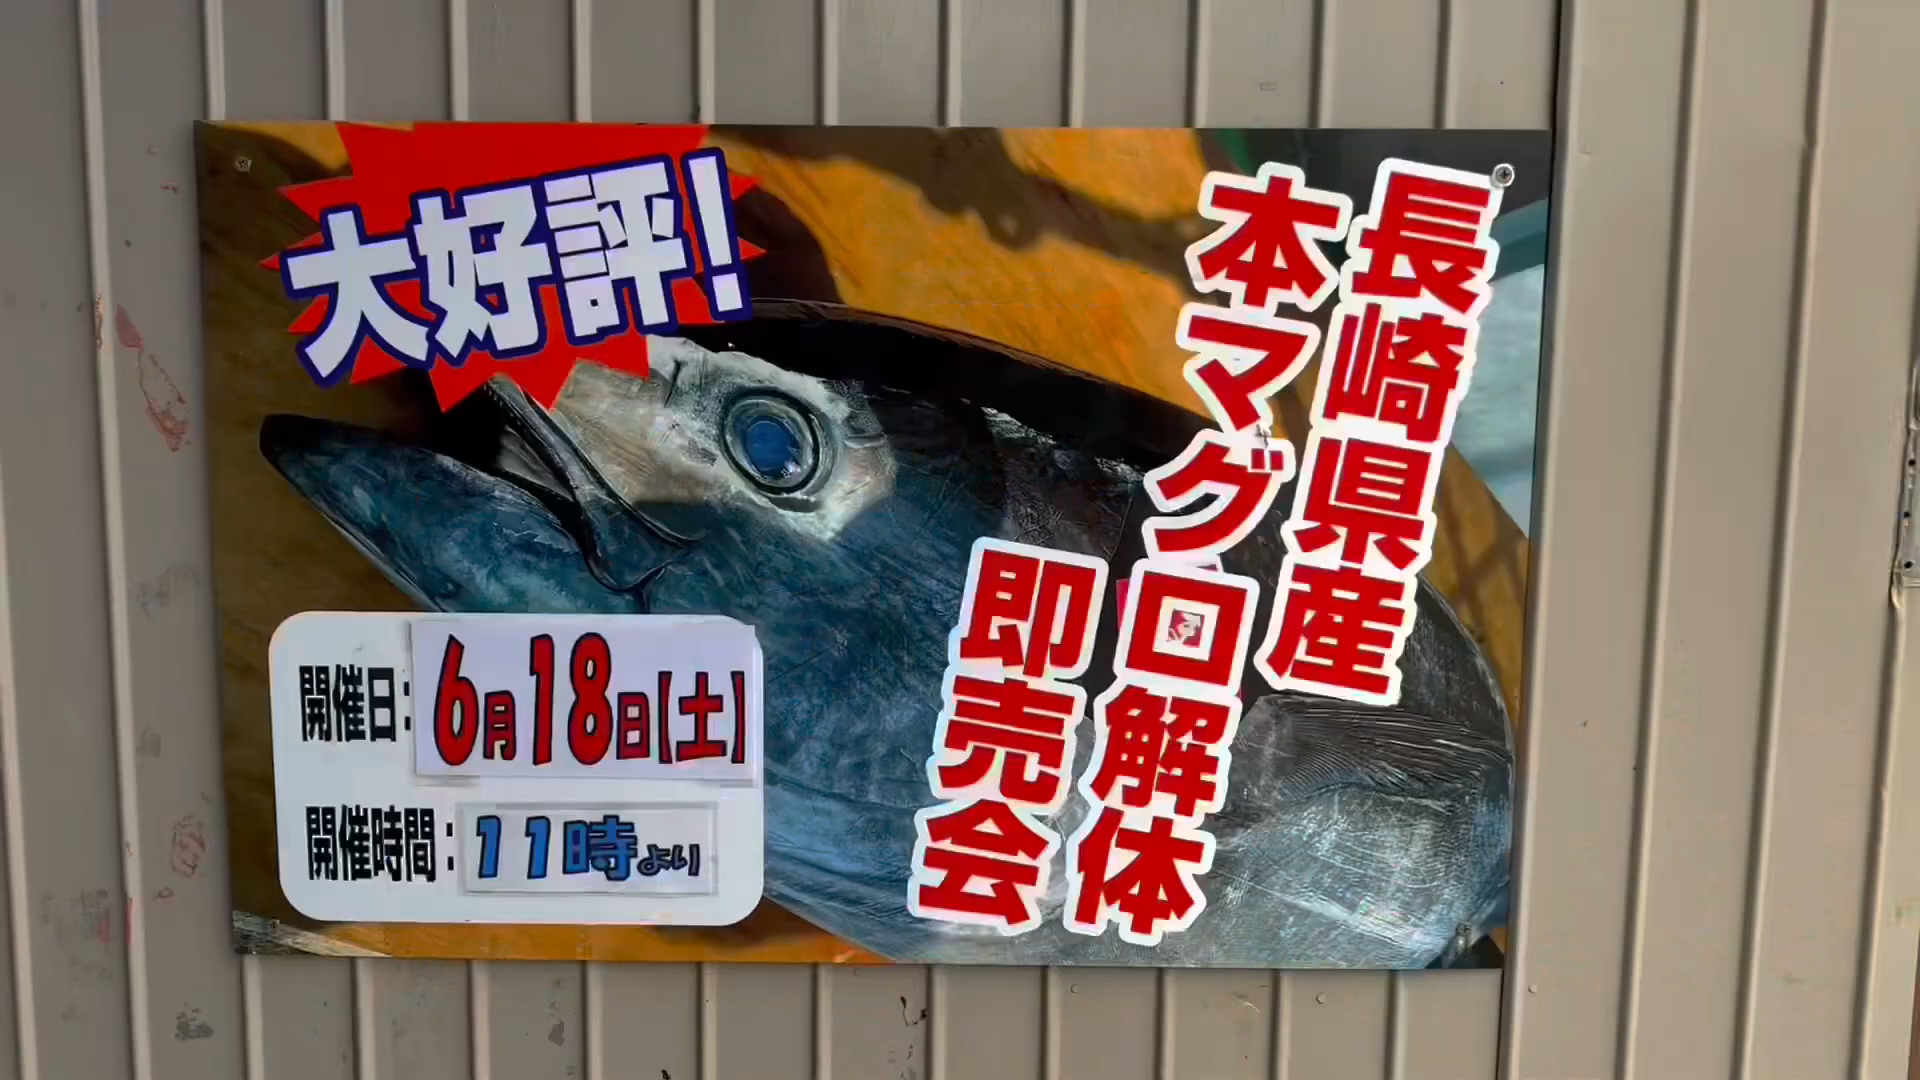 大好評!
長崎県産
本マグロ解体
即売会
開催日:6月18日【土】
開催時間:11時より